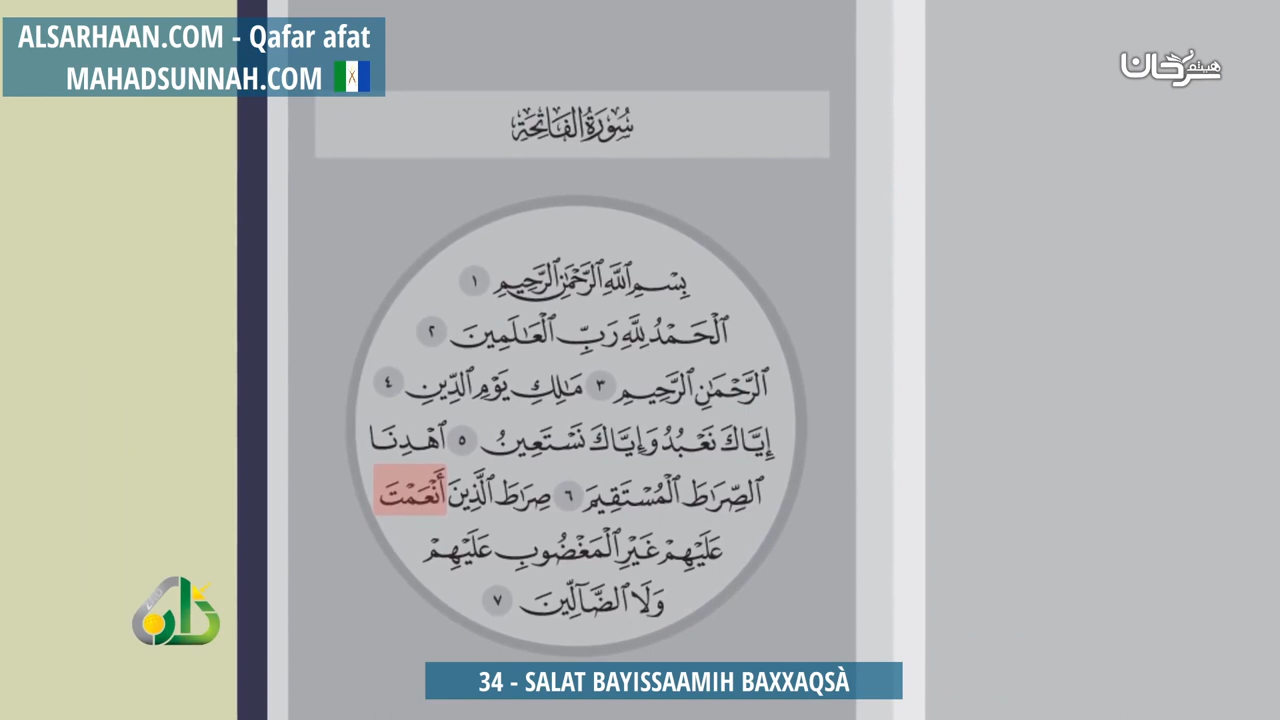 ALSARHAAN.COM - Qafar afat
MAHADSUNNAH.COM
هيثم سرحان
سُورَةُ الفَاتِحَةِ
بِسْمِ ٱللَّهِ ٱلرَّحْمَٰنِ ٱلرَّحِيمِ ١
ٱلْحَمْدُ لِلَّهِ رَبِّ ٱلْعَٰلَمِينَ ٢
ٱلرَّحْمَٰنِ ٱلرَّحِيمِ ٣ مَٰلِكِ يَوْمِ ٱلدِّينِ ٤
إِيَّاكَ نَعْبُدُ وَإِيَّاكَ نَسْتَعِينُ ٥ ٱهْدِنَا
ٱلصِّرَٰطَ ٱلْمُسْتَقِيمَ ٦ صِرَٰطَ ٱلَّذِينَ أَنْعَمْتَ
عَلَيْهِمْ غَيْرِ ٱلْمَغْضُوبِ عَلَيْهِمْ
وَلَا ٱلضَّآلِّينَ ٧
34 - SALAT BAYISSAAMIH BAXXAQSÀ